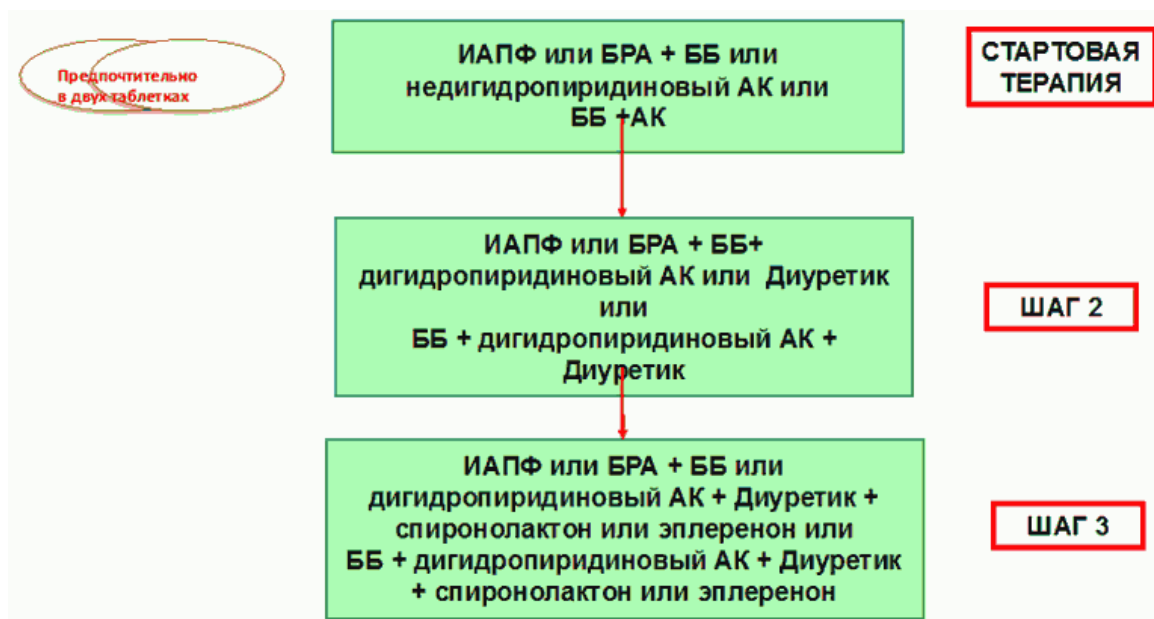 Предпочтительно
в двух таблетках
ИАПФ или БРА + ББ или
недигидропиридиновый АК или
ББ +АК
СТАРТОВАЯ
ТЕРАПИЯ
ИАПФ или БРА + ББ+
дигидропиридиновый АК или Диуретик
или
ББ + дигидропиридиновый АК +
Диуретик
ШАГ 2
ИАПФ или БРА + ББ или
дигидропиридиновый АК + Диуретик +
спиронолактон или эплеренон или
ББ + дигидропиридиновый АК + Диуретик
+ спиронолактон или эплеренон
ШАГ 3